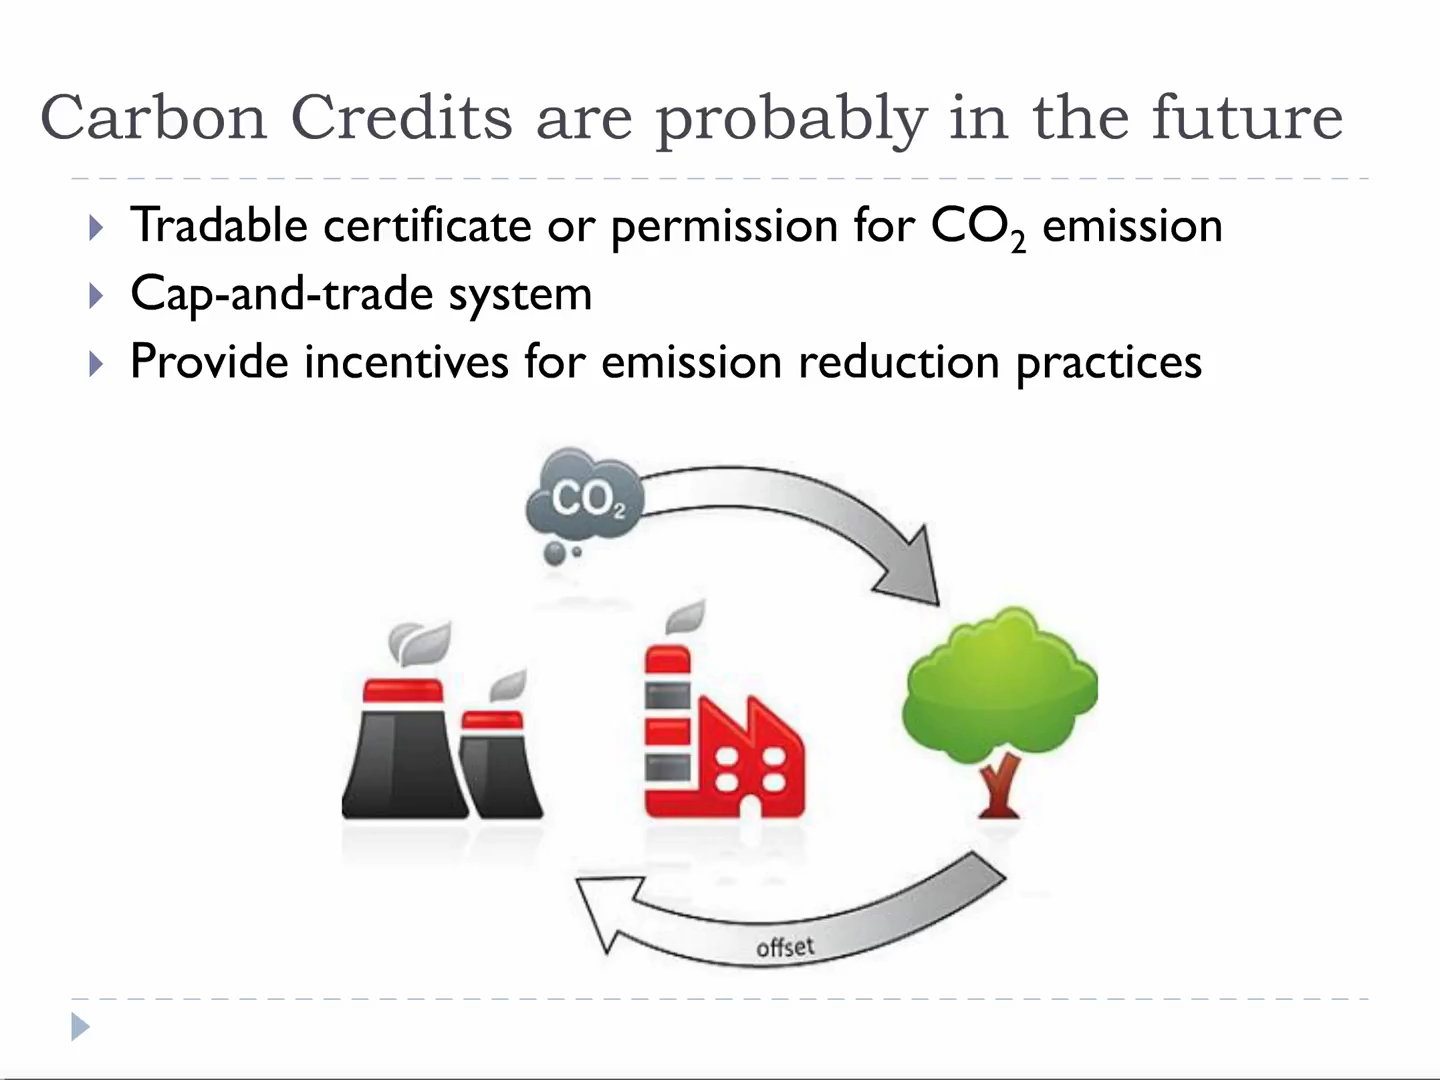 Carbon Credits are probably in the future
Tradable certificate or permission for CO₂ emission
Cap-and-trade system
Provide incentives for emission reduction practices
CO₂
offset